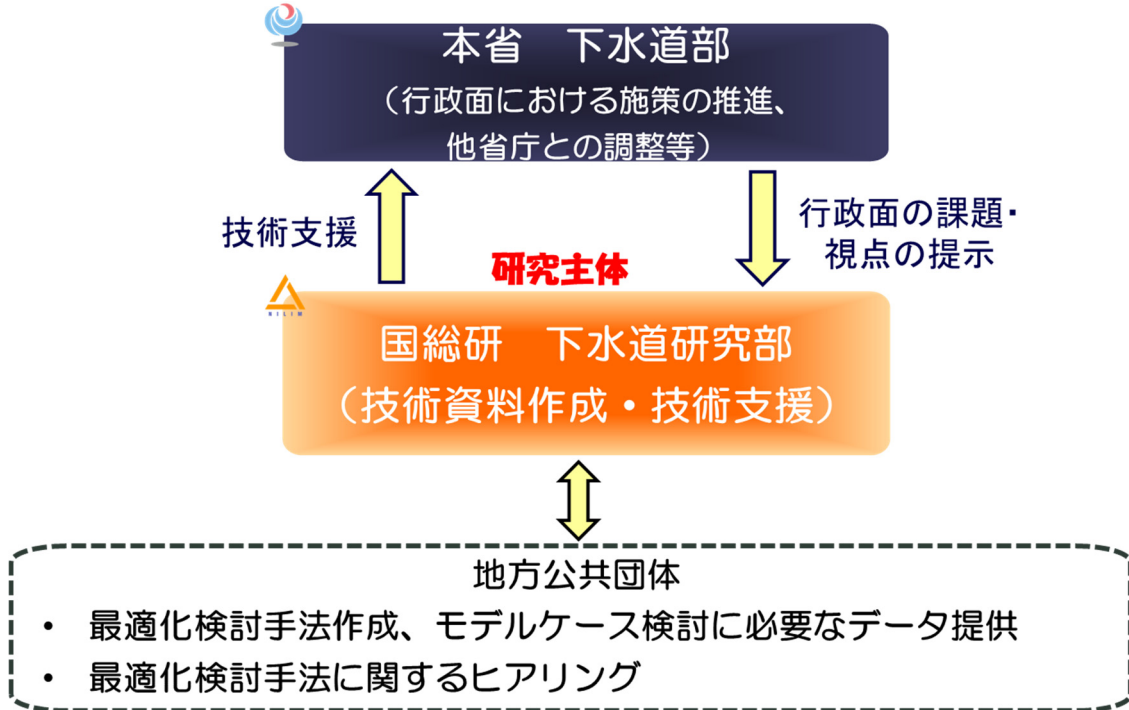 本省　下水道部
（行政面における施策の推進、
他省庁との調整等）
技術支援
行政面の課題・
視点の提示
研究主体
NILIM
国総研　下水道研究部
（技術資料作成・技術支援）
地方公共団体
• 最適化検討手法作成、モデルケース検討に必要なデータ提供
• 最適化検討手法に関するヒアリング